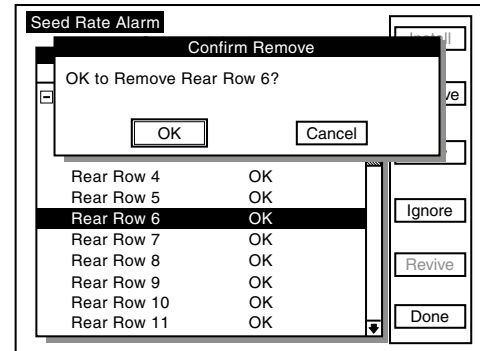 Seed Rate Alarm
Confirm Remove
OK to Remove Rear Row 6?
OK
Cancel
Rear Row 4 OK
Rear Row 5 OK
Rear Row 6 OK
Rear Row 7 OK
Rear Row 8 OK
Rear Row 9 OK
Rear Row 10 OK
Rear Row 11 OK
Ignore
Revive
Done